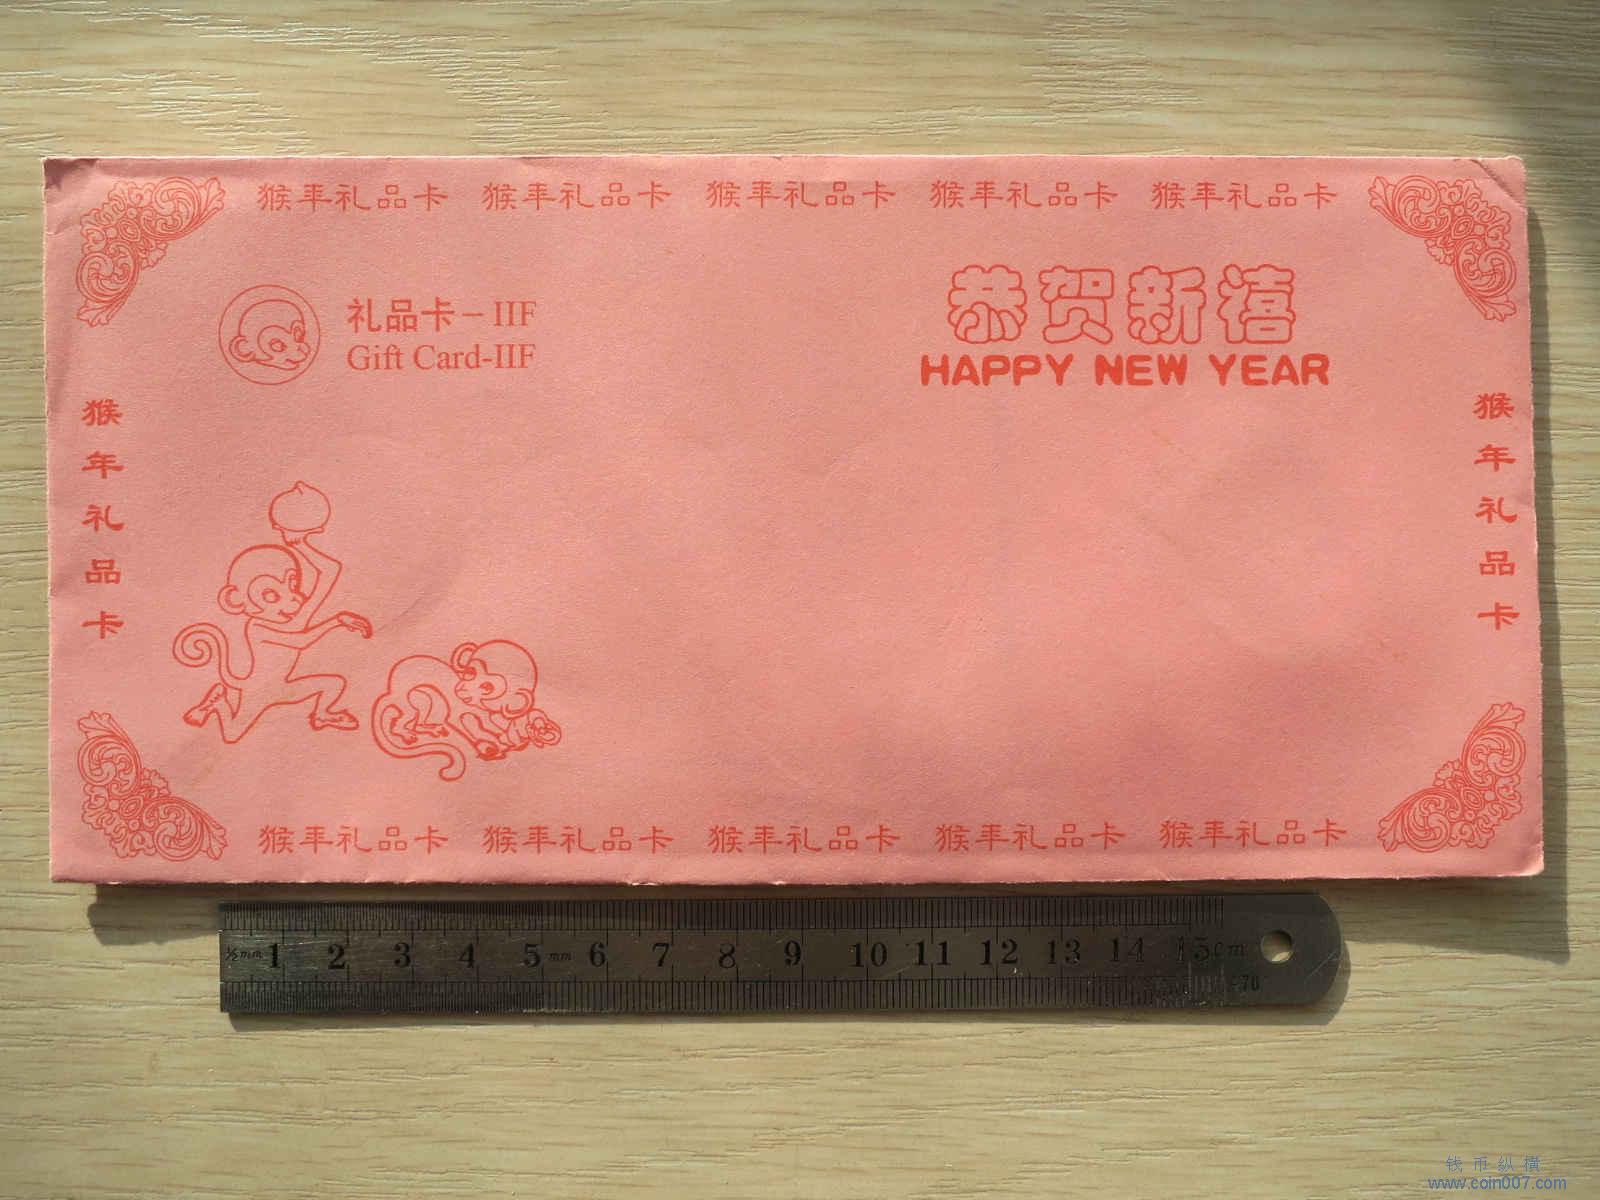 猴年礼品卡 猴年礼品卡 猴年礼品卡 猴年礼品卡 猴年礼品卡
恭贺新禧
HAPPY NEW YEAR
礼品卡–IIF
Gift Card-IIF
猴年礼品卡
猴年礼品卡
猴年礼品卡 猴年礼品卡 猴年礼品卡 猴年礼品卡 猴年礼品卡
½mm 1 2 3 4 5 mm 6 7 8 9 10 11 12 13 14 15cm
钱币纵横
www.coin007.com